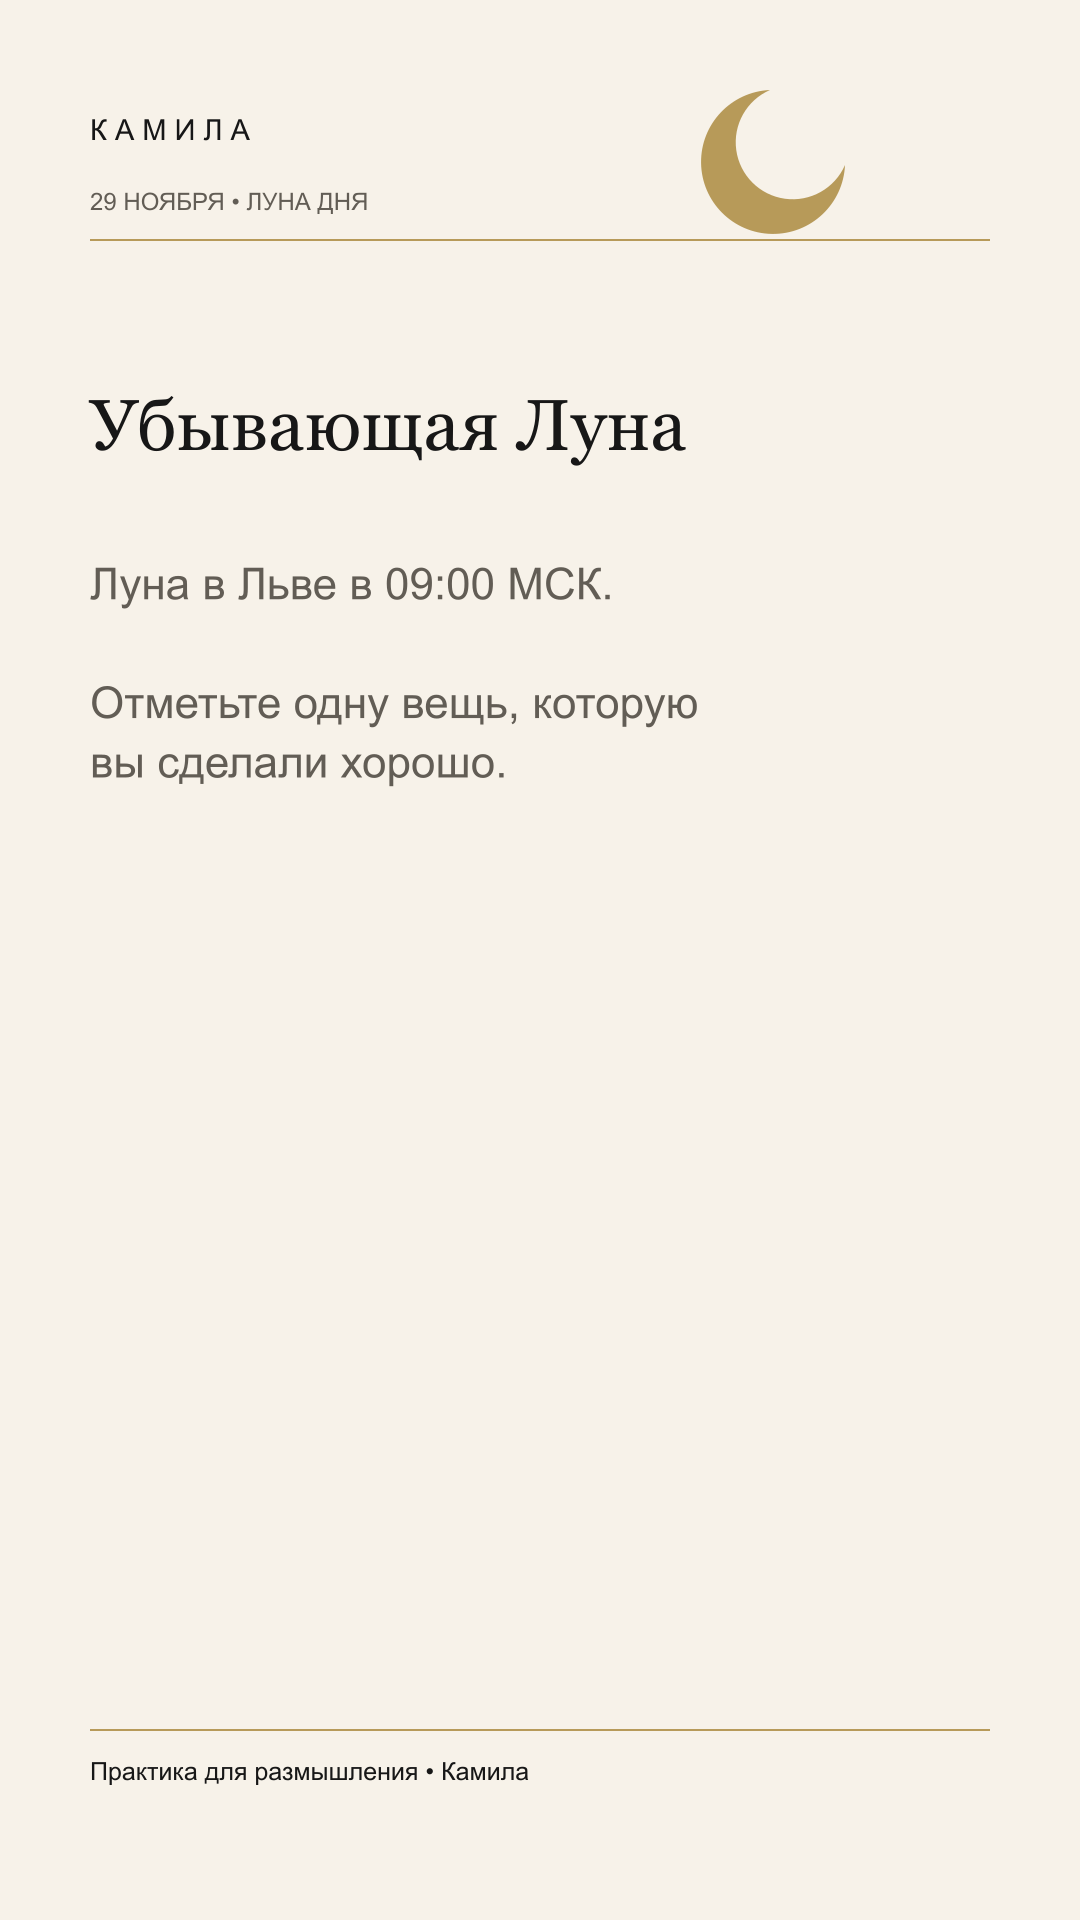 КАМИЛА
29 НОЯБРЯ • ЛУНА ДНЯ
Убывающая Луна
Луна в Льве в 09:00 МСК.
Отметьте одну вещь, которую
вы сделали хорошо.
Практика для размышления • Камила